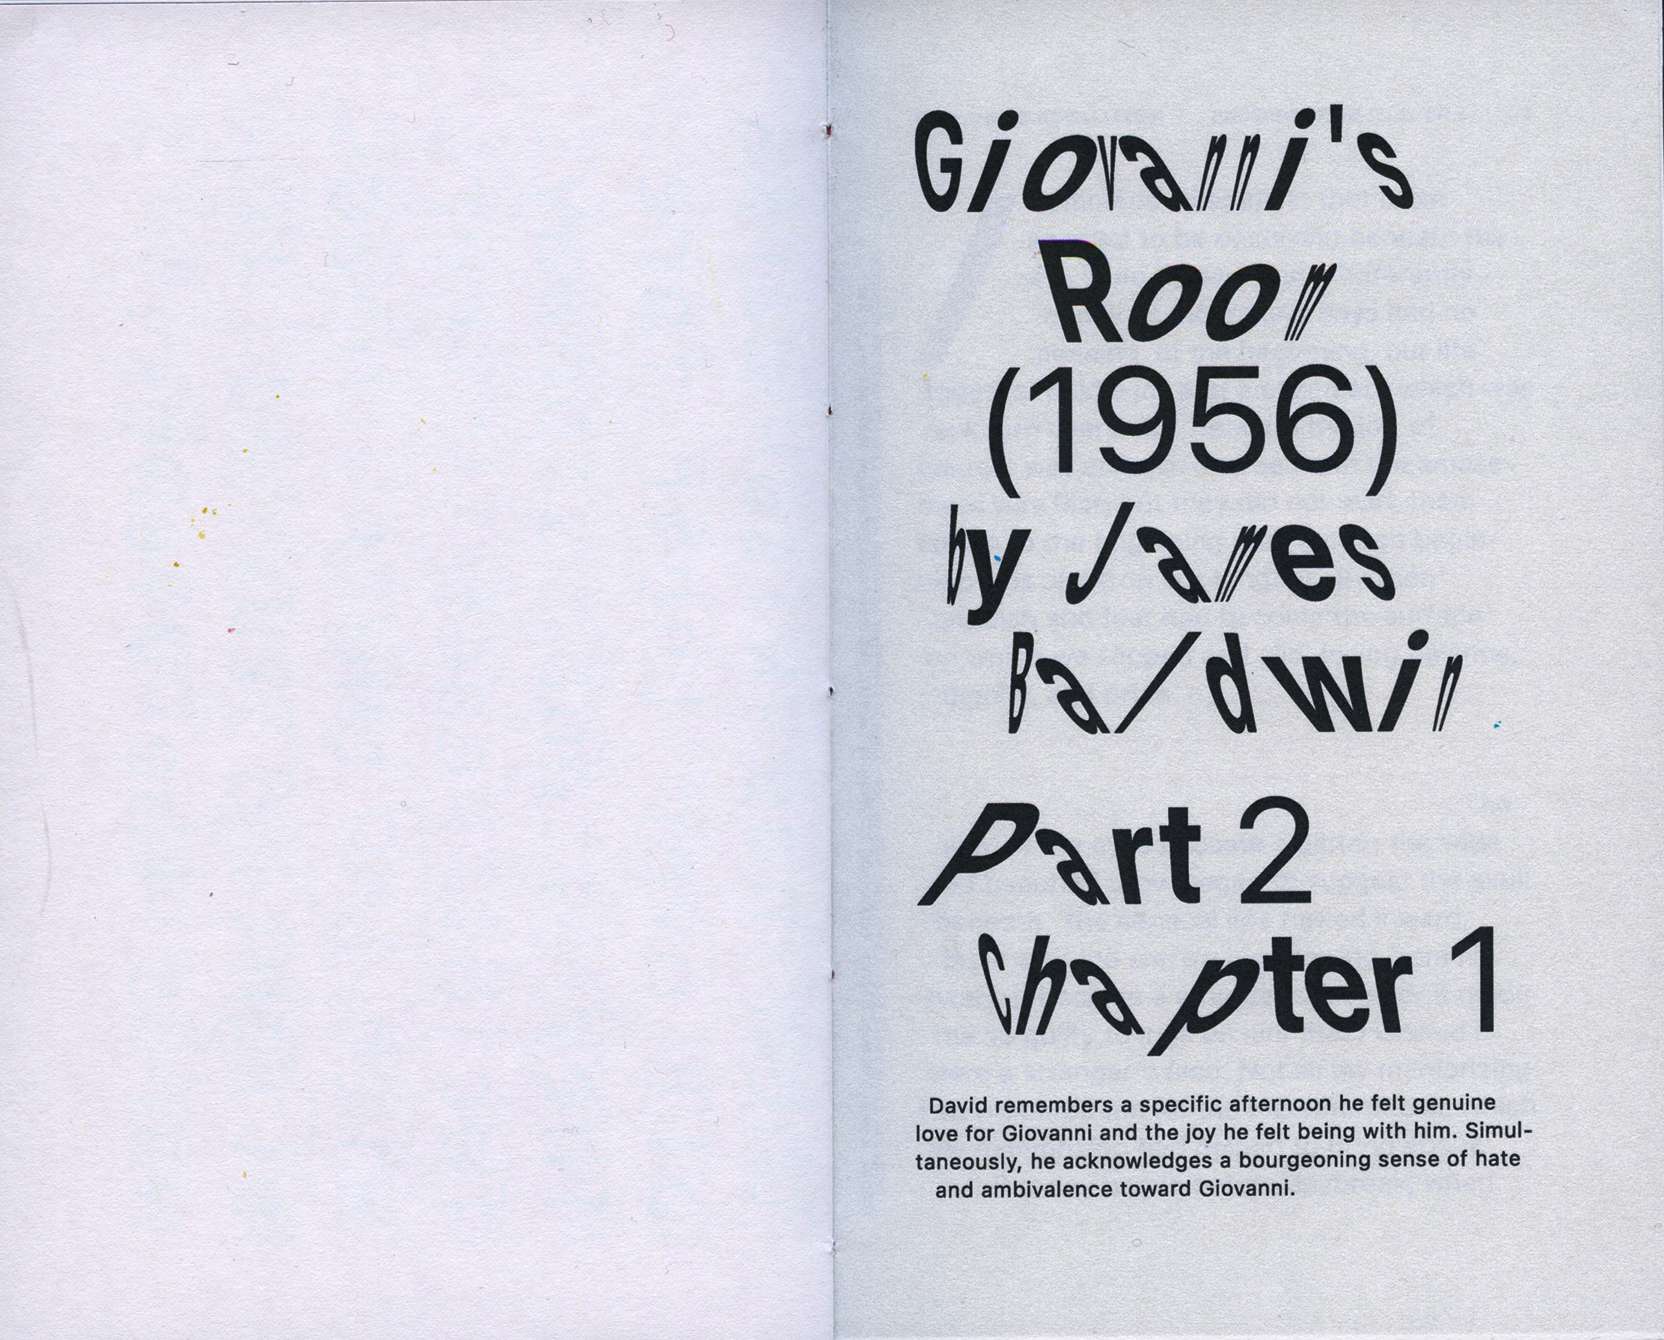 Giovanni's
Room
(1956)
by James
Baldwin
Part 2
Chapter 1
David remembers a specific afternoon he felt genuine
love for Giovanni and the joy he felt being with him. Simul-
taneously, he acknowledges a bourgeoning sense of hate
and ambivalence toward Giovanni.